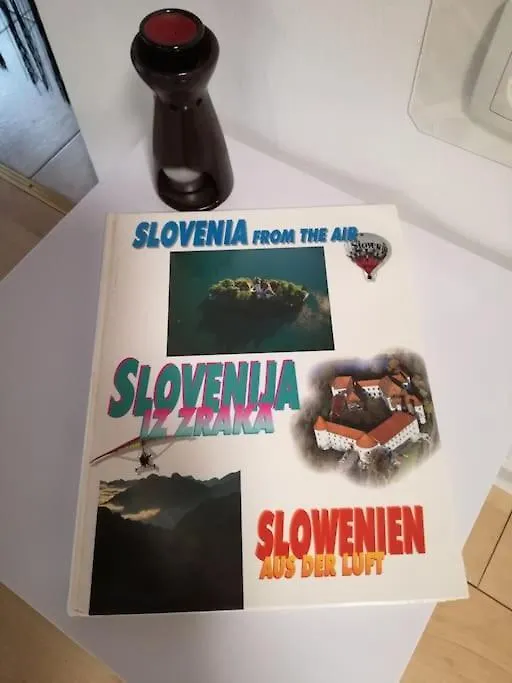 SLOVENIA FROM THE AIR
SLOVENIJA
IZ ZRAKA
SLOWENIEN
AUS DER LUFT